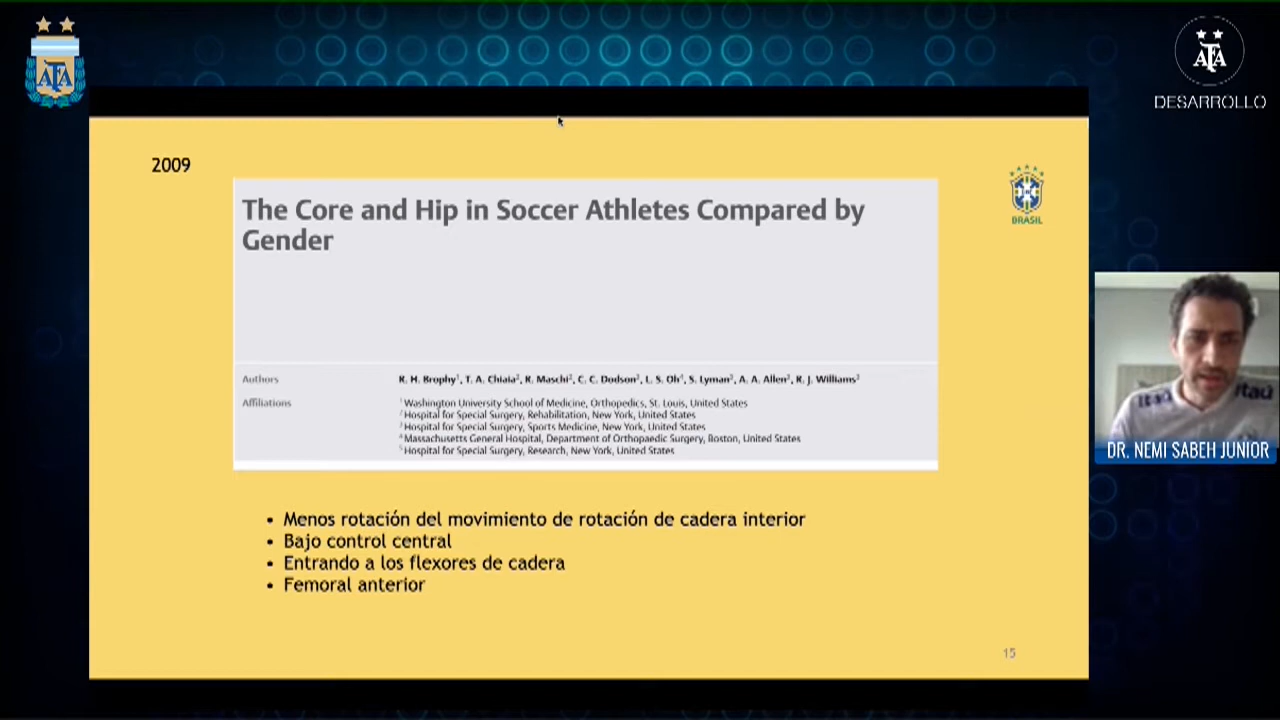 AFA
AFA
DESARROLLO
2009
BRASIL
The Core and Hip in Soccer Athletes Compared by
Gender
Authors
R. H. Brophy1, T. A. Chiaia2, R. Maschi2, C. C. Dodson3, L. S. Oh4, S. Lyman5, A. A. Allen3, R. J. Williams3
Affiliations
1 Washington University School of Medicine, Orthopedics, St. Louis, United States
2 Hospital for Special Surgery, Rehabilitation, New York, United States
3 Hospital for Special Surgery, Sports Medicine, New York, United States
4 Massachusetts General Hospital, Department of Orthopaedic Surgery, Boston, United States
5 Hospital for Special Surgery, Research, New York, United States
• Menos rotación del movimiento de rotación de cadera interior
• Bajo control central
• Entrando a los flexores de cadera
• Femoral anterior
15
Itaú
Itaú
DR. NEMI SABEH JUNIOR